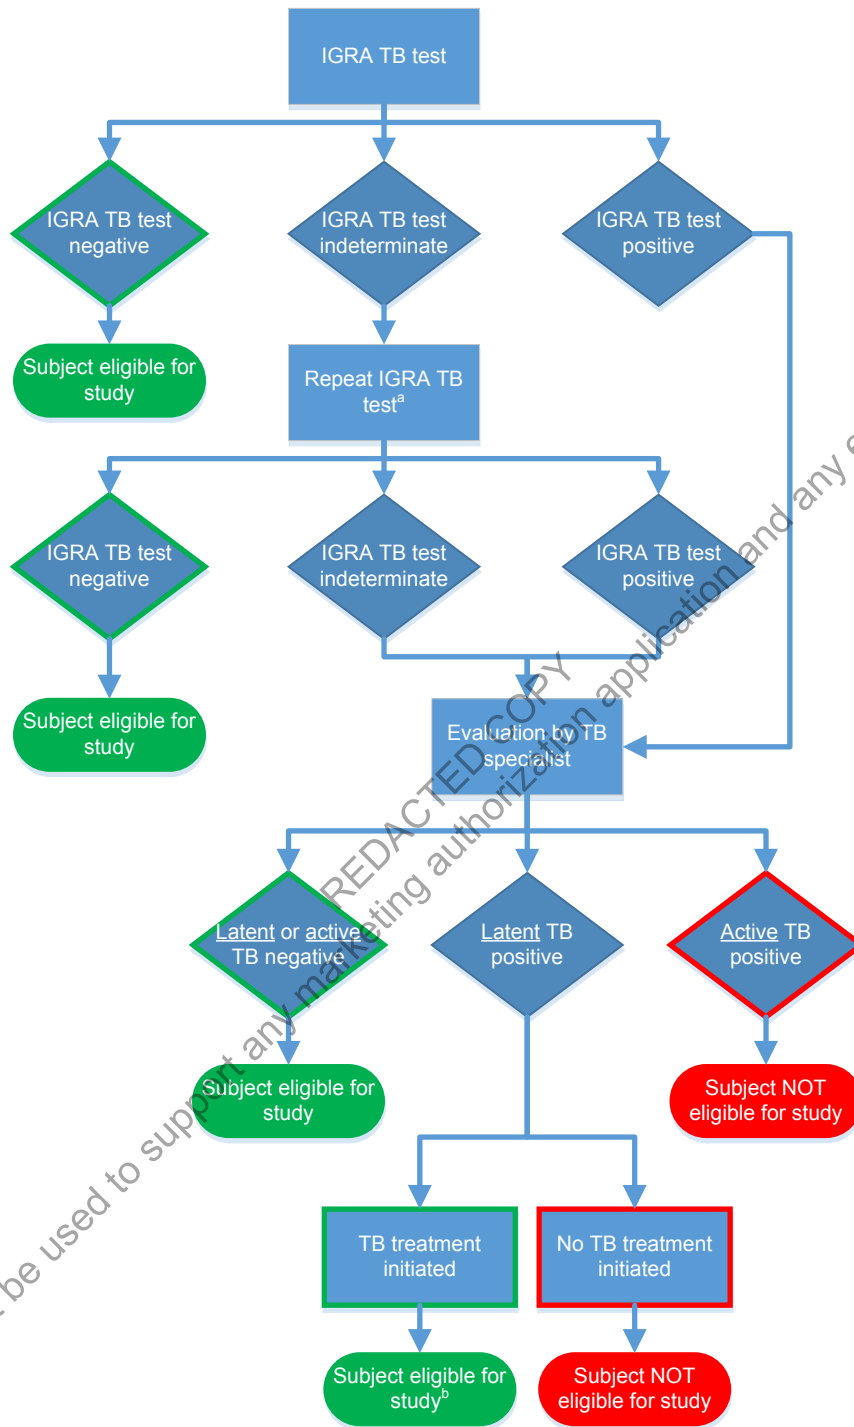 IGRA TB test
IGRA TB test
negative
IGRA TB test
indeterminate
IGRA TB test
positive
Subject eligible for
study
Repeat IGRA TB
testᵃ
IGRA TB test
negative
IGRA TB test
indeterminate
IGRA TB test
positive
Subject eligible for
study
Evaluation by TB
specialist
REDACTED COPY
be used to support any marketing authorization application and any
Latent or active
TB negative
Latent TB
positive
Active TB
positive
Subject eligible for
study
Subject NOT
eligible for study
TB treatment
initiated
No TB treatment
initiated
Subject eligible for
studyᵇ
Subject NOT
eligible for study